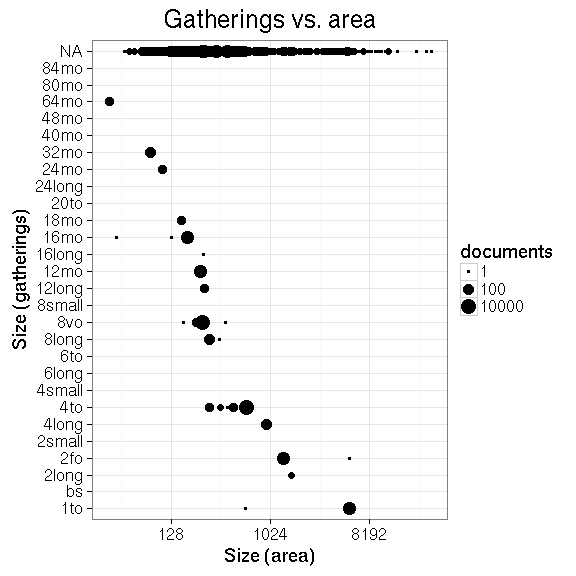 Gatherings vs. area
NA
84mo
80mo
64mo
48mo
40mo
32mo
24mo
24long
20to
18mo
16mo
16long
12mo
12long
8small
8vo
8long
6to
6long
4small
4to
4long
2small
2fo
2long
bs
1to
Size (gatherings)
128 1024 8192
Size (area)
documents
1
100
10000